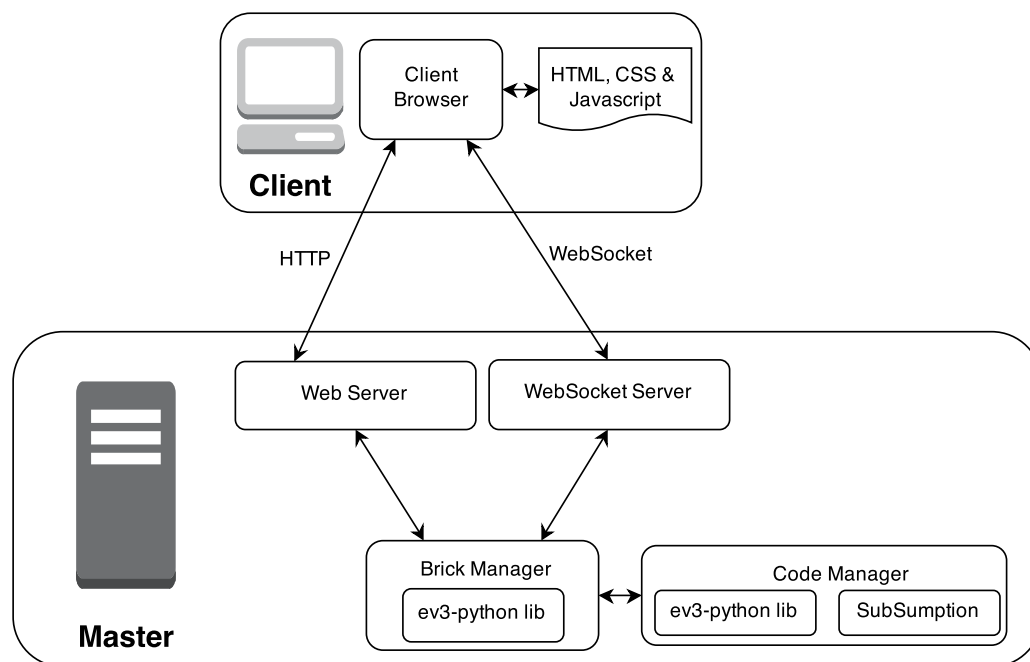 Client
Browser
HTML, CSS &
Javascript
Client
HTTP
WebSocket
Web Server
WebSocket Server
Brick Manager
ev3-python lib
Code Manager
ev3-python lib
SubSumption
Master